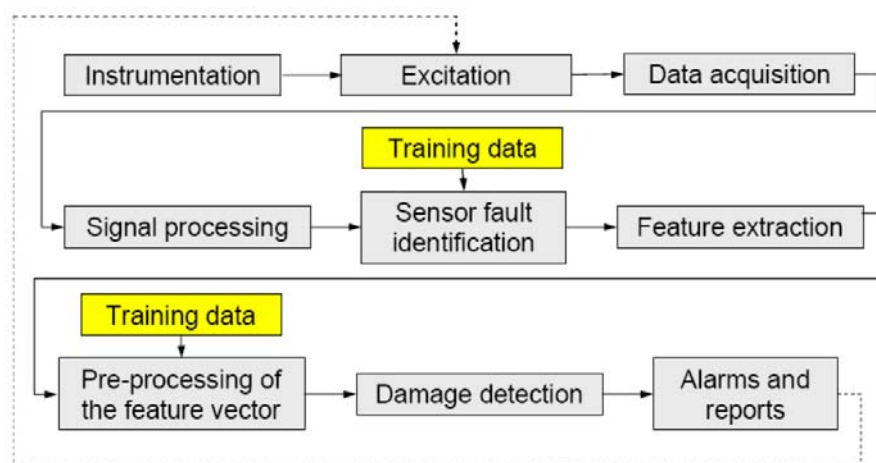 Instrumentation
Excitation
Data acquisition
Training data
Signal processing
Sensor fault
identification
Feature extraction
Training data
Pre-processing of
the feature vector
Damage detection
Alarms and
reports